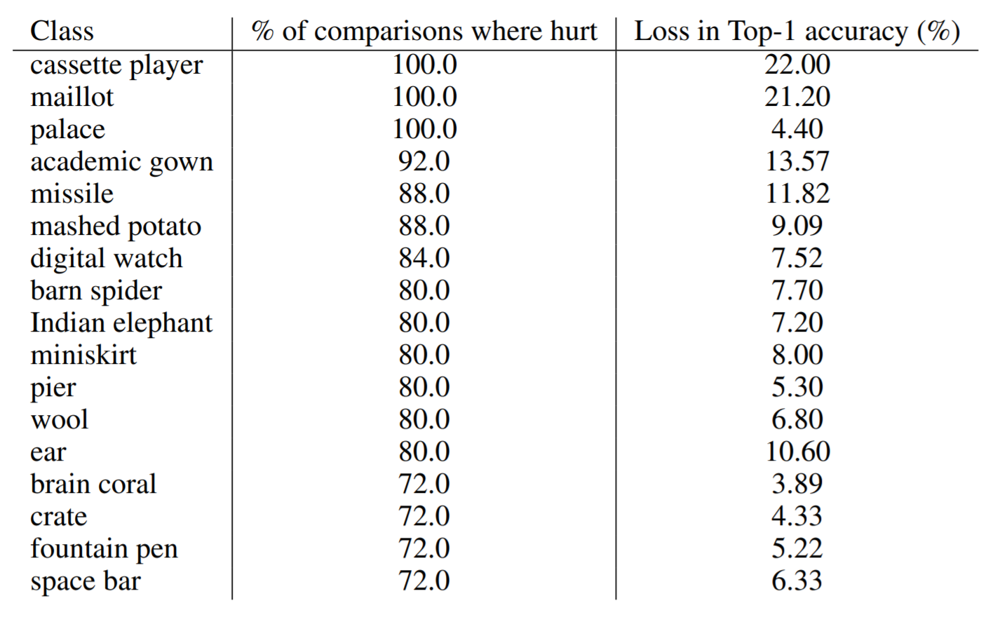 Class % of comparisons where hurt Loss in Top-1 accuracy (%)
cassette player 100.0 22.00
maillot 100.0 21.20
palace 100.0 4.40
academic gown 92.0 13.57
missile 88.0 11.82
mashed potato 88.0 9.09
digital watch 84.0 7.52
barn spider 80.0 7.70
Indian elephant 80.0 7.20
miniskirt 80.0 8.00
pier 80.0 5.30
wool 80.0 6.80
ear 80.0 10.60
brain coral 72.0 3.89
crate 72.0 4.33
fountain pen 72.0 5.22
space bar 72.0 6.33